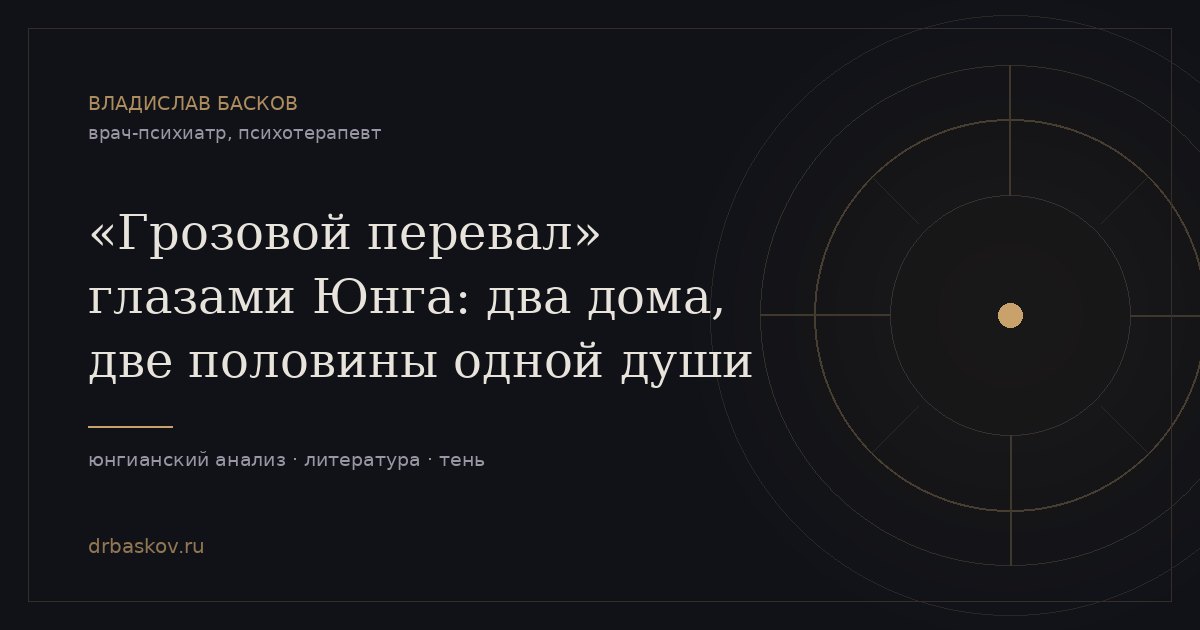 ВЛАДИСЛАВ БАСКОВ
врач-психиатр, психотерапевт
«Грозовой перевал»
глазами Юнга: два дома,
две половины одной души
юнгианский анализ · литература · тень
drbaskov.ru